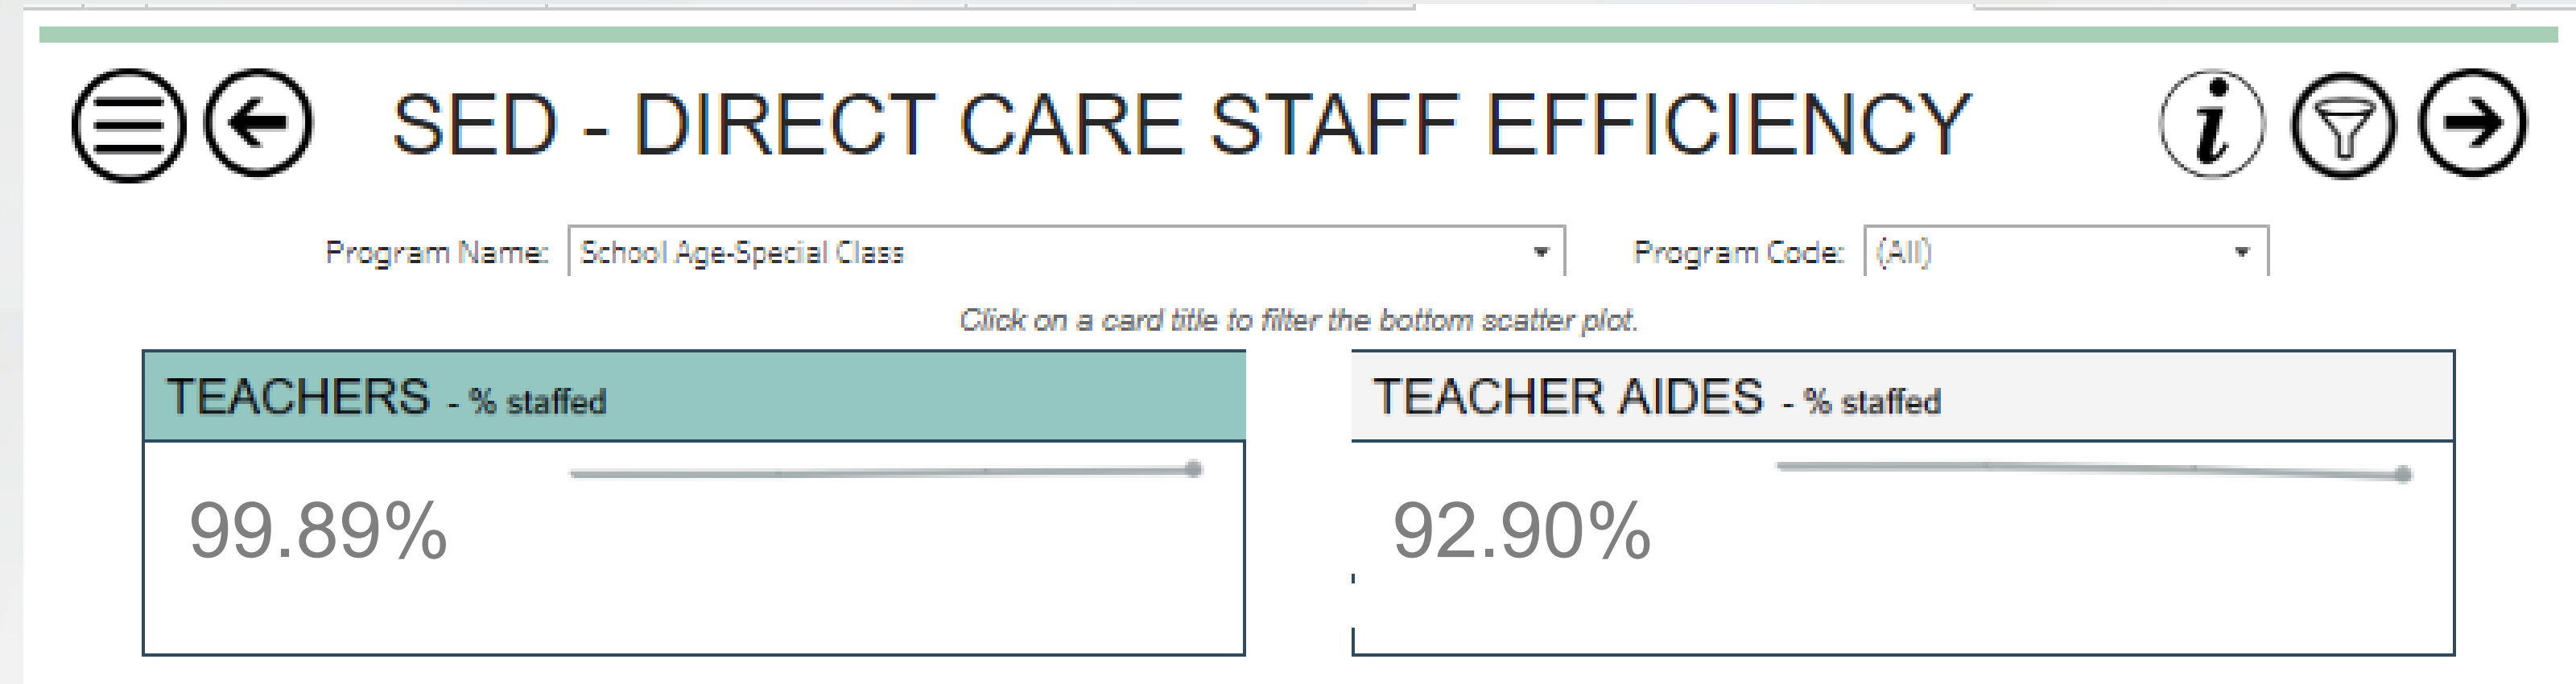 SED - DIRECT CARE STAFF EFFICIENCY
Program Name: School Age-Special Class Program Code: (All)
Click on a card title to filter the bottom scatter plot.
TEACHERS - % staffed TEACHER AIDES - % staffed
99.89% 92.90%